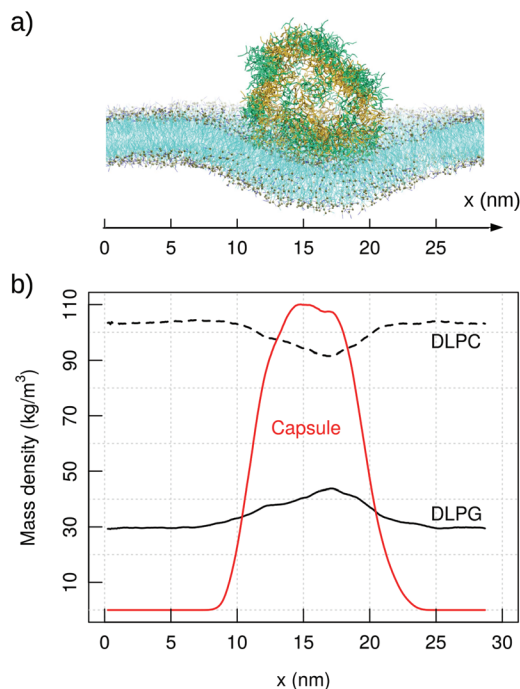 a)
x (nm)
0 5 10 15 20 25
b)
Mass density (kg/m³)
110
90
70
50
30
10
DLPC
Capsule
DLPG
0 5 10 15 20 25 30
x (nm)